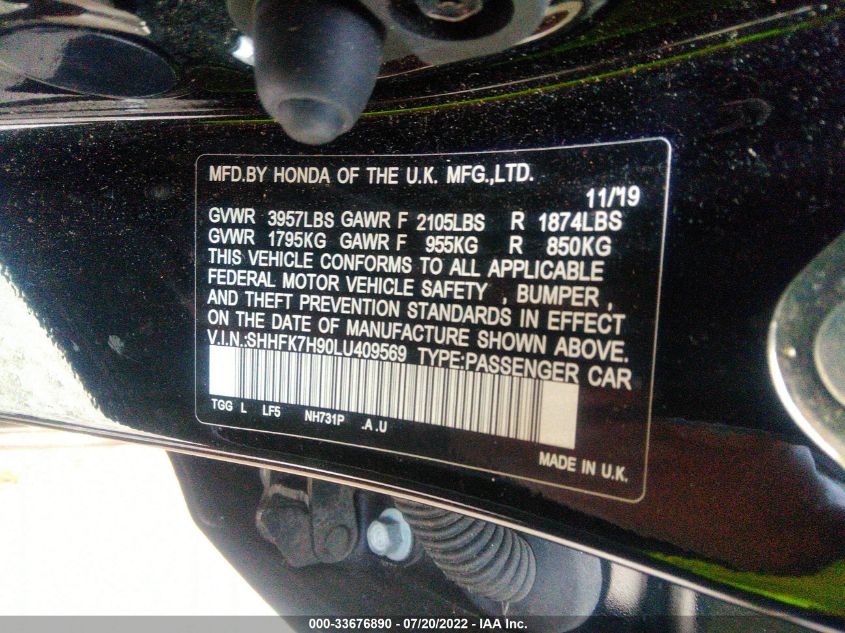 MFD.BY HONDA OF THE U.K. MFG.,LTD.
11/19
GVWR 3957LBS GAWR F 2105LBS R 1874LBS
GVWR 1795KG GAWR F 955KG R 850KG
THIS VEHICLE CONFORMS TO ALL APPLICABLE
FEDERAL MOTOR VEHICLE SAFETY , BUMPER ,
AND THEFT PREVENTION STANDARDS IN EFFECT
ON THE DATE OF MANUFACTURE SHOWN ABOVE.
V.I.N.:SHHFK7H90LU409569 TYPE:PASSENGER CAR
TGG L LF5 NH731P .A .U
MADE IN U.K.
000-33676890 / 07/20/2022 - IAA Inc.